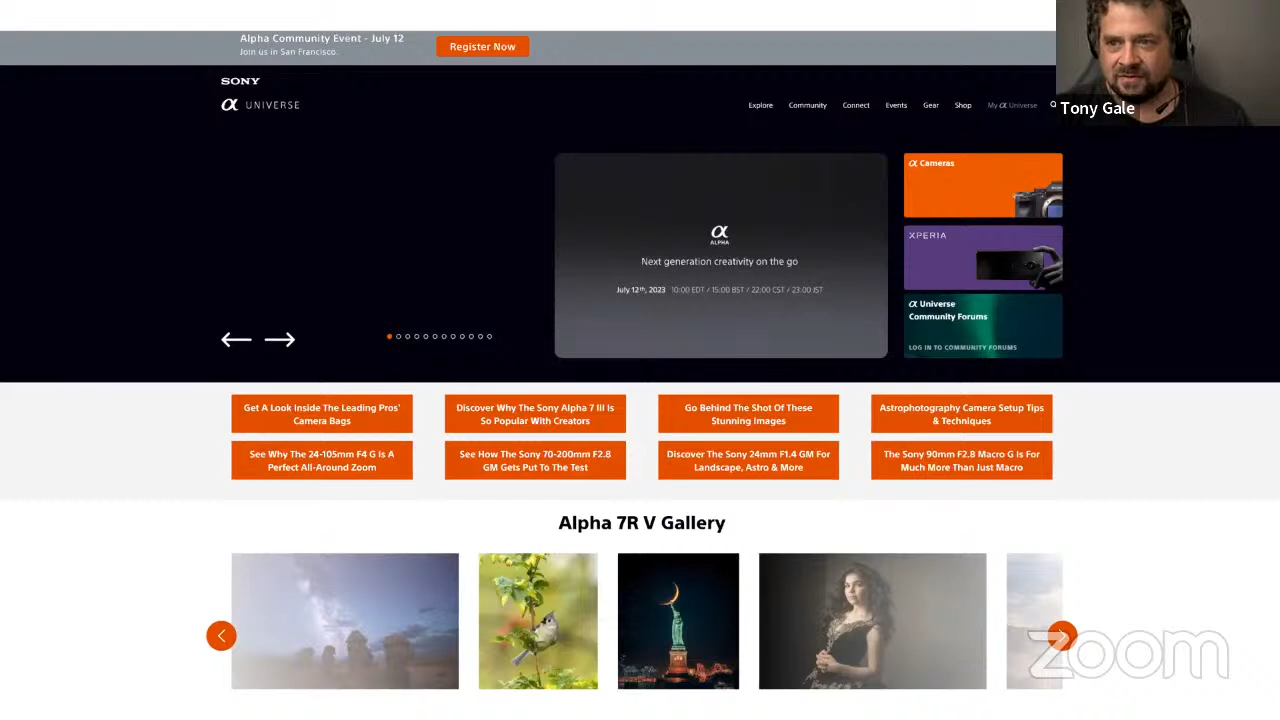 Alpha Community Event - July 12
Join us in San Francisco.
Register Now
SONY
α UNIVERSE
Explore
Community
Connect
Events
Gear
Shop
My α Universe
Tony Gale
α
ALPHA
Next generation creativity on the go
July 12th, 2023 10:00 EDT / 15:00 BST / 22:00 CST / 23:00 JST
α Cameras
XPERIA
α Universe
Community Forums
LOG IN TO COMMUNITY FORUMS
Get A Look Inside The Leading Pros'
Camera Bags
Discover Why The Sony Alpha 7 III Is
So Popular With Creators
Go Behind The Shot Of These
Stunning Images
Astrophotography Camera Setup Tips
& Techniques
See Why The 24-105mm F4 G Is A
Perfect All-Around Zoom
See How The Sony 70-200mm F2.8
GM Gets Put To The Test
Discover The Sony 24mm F1.4 GM For
Landscape, Astro & More
The Sony 90mm F2.8 Macro G Is For
Much More Than Just Macro
Alpha 7R V Gallery
zoom